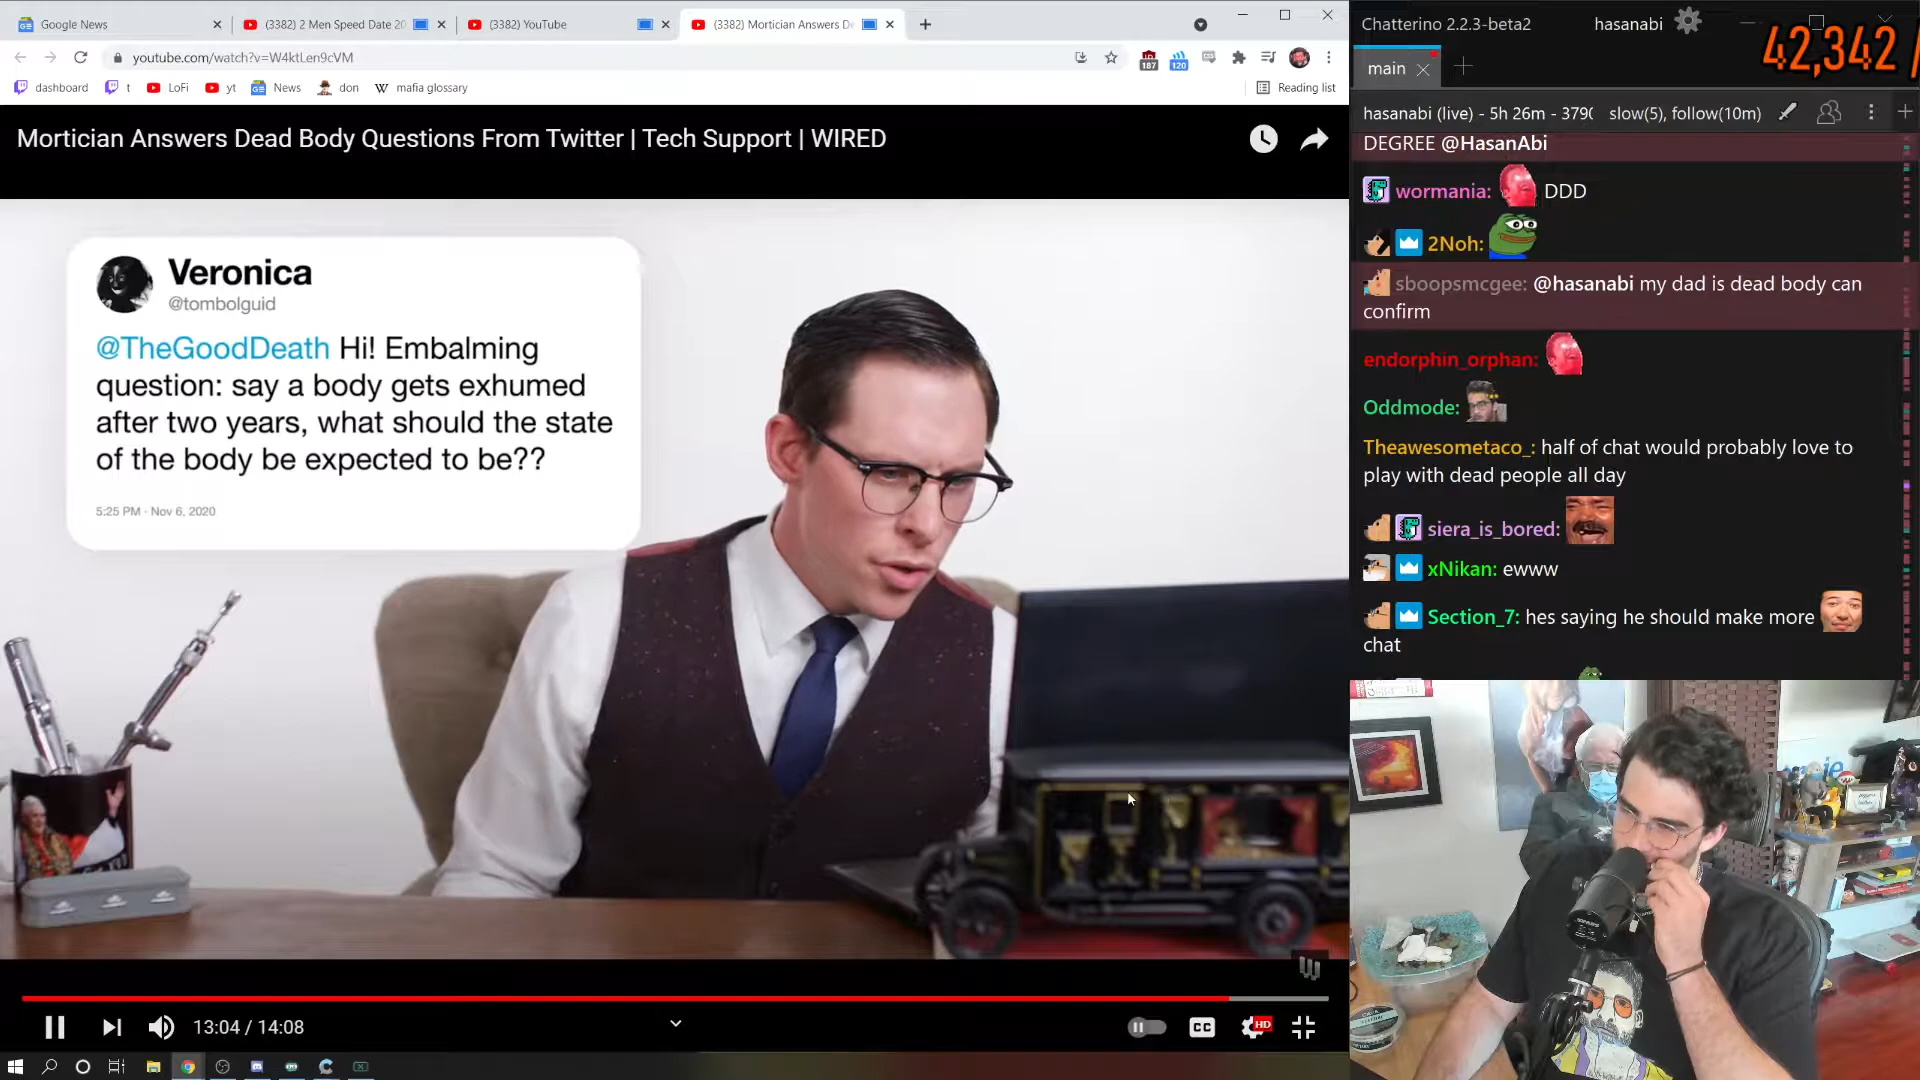 Google News
(3382) 2 Men Speed Date 20
(3382) YouTube
(3382) Mortician Answers De
youtube.com/watch?v=W4ktLen9cVM
187
120
dashboard
t
LoFi
yt
News
don
mafia glossary
Reading list
Mortician Answers Dead Body Questions From Twitter | Tech Support | WIRED
Veronica
@tombolguid
@TheGoodDeath Hi! Embalming
question: say a body gets exhumed
after two years, what should the state
of the body be expected to be??
5:25 PM · Nov 6, 2020
13:04 / 14:08
CC
HD
Chatterino 2.2.3-beta2
hasanabi
42,342 /
main
hasanabi (live) - 5h 26m - 379
slow(5), follow(10m)
DEGREE @HasanAbi
wormania: DDD
2Noh:
sboopsmcgee: @hasanabi my dad is dead body can
confirm
endorphin_orphan:
Oddmode:
Theawesometaco_: half of chat would probably love to
play with dead people all day
siera_is_bored:
xNikan: ewww
Section_7: hes saying he should make more
chat